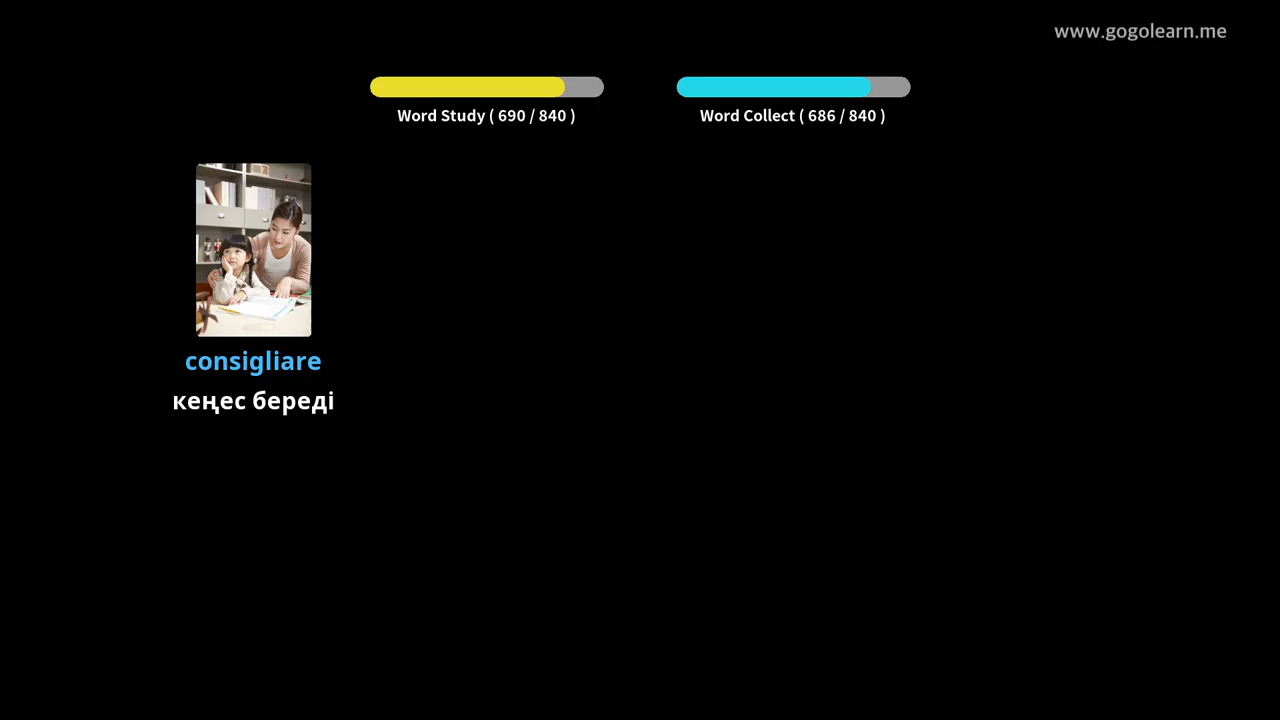 www.gogolearn.me
Word Study ( 690 / 840 )
Word Collect ( 686 / 840 )
consigliare
кеңес береді